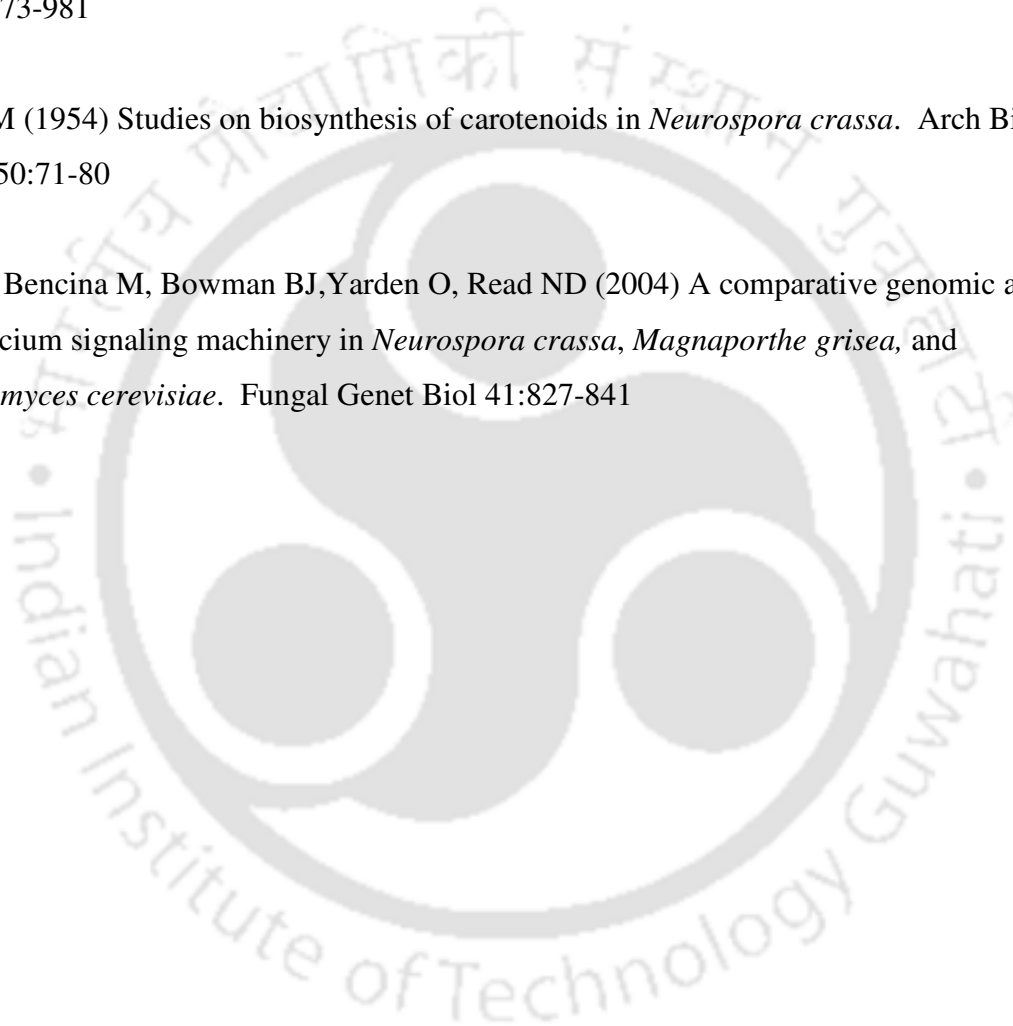 73-981
M (1954) Studies on biosynthesis of carotenoids in Neurospora crassa. Arch Bi
50:71-80
Bencina M, Bowman BJ,Yarden O, Read ND (2004) A comparative genomic a
cium signaling machinery in Neurospora crassa, Magnaporthe grisea, and
myces cerevisiae. Fungal Genet Biol 41:827-841
भारतीय प्रौद्योगिकी संस्थान गुवाहाटी
• Indian Institute of Technology Guwahati •